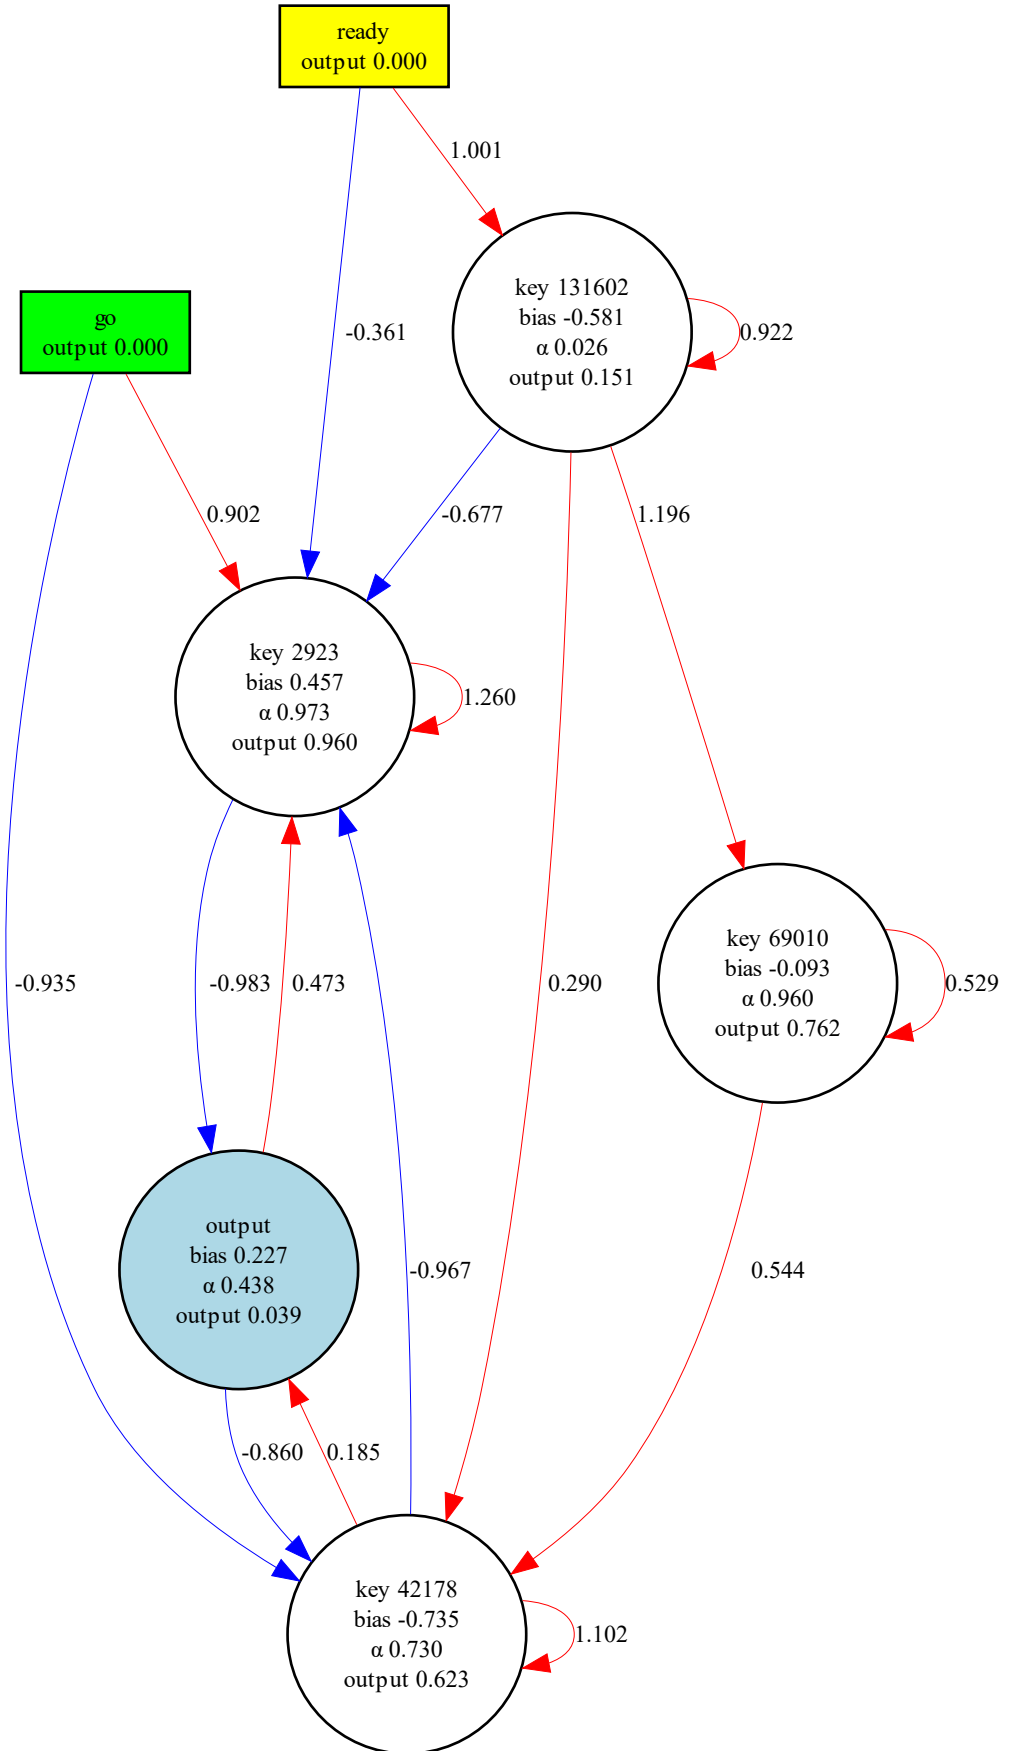 ready
output 0.000
1.001
key 131602
bias -0.581
α 0.026
output 0.151
0.922
go
output 0.000
-0.361
0.902
-0.677
1.196
key 2923
bias 0.457
α 0.973
output 0.960
1.260
key 69010
bias -0.093
α 0.960
output 0.762
0.529
-0.935
-0.983
0.473
0.290
output
bias 0.227
α 0.438
output 0.039
-0.967
0.544
-0.860
0.185
key 42178
bias -0.735
α 0.730
output 0.623
1.102